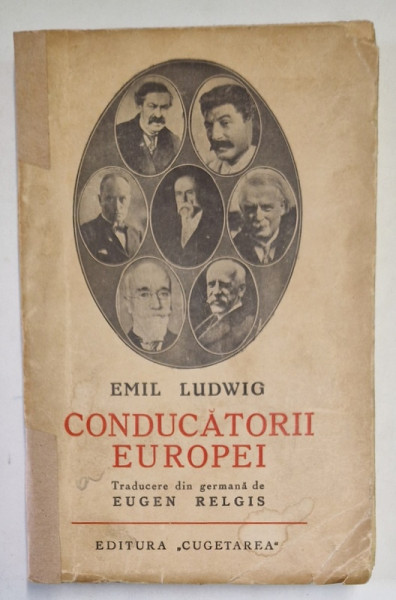 EMIL LUDWIG
CONDUCĂTORII
EUROPEI
Traducere din germană de
EUGEN RELGIS
EDITURA „CUGETAREA“